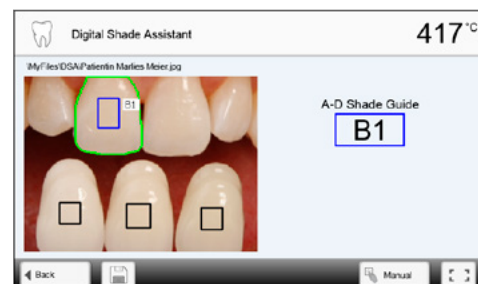 Digital Shade Assistant
417 °C
\MyFiles\DSA\Patientin Marlies Meier.jpg
B1
A-D Shade Guide
B1
Back
Manual